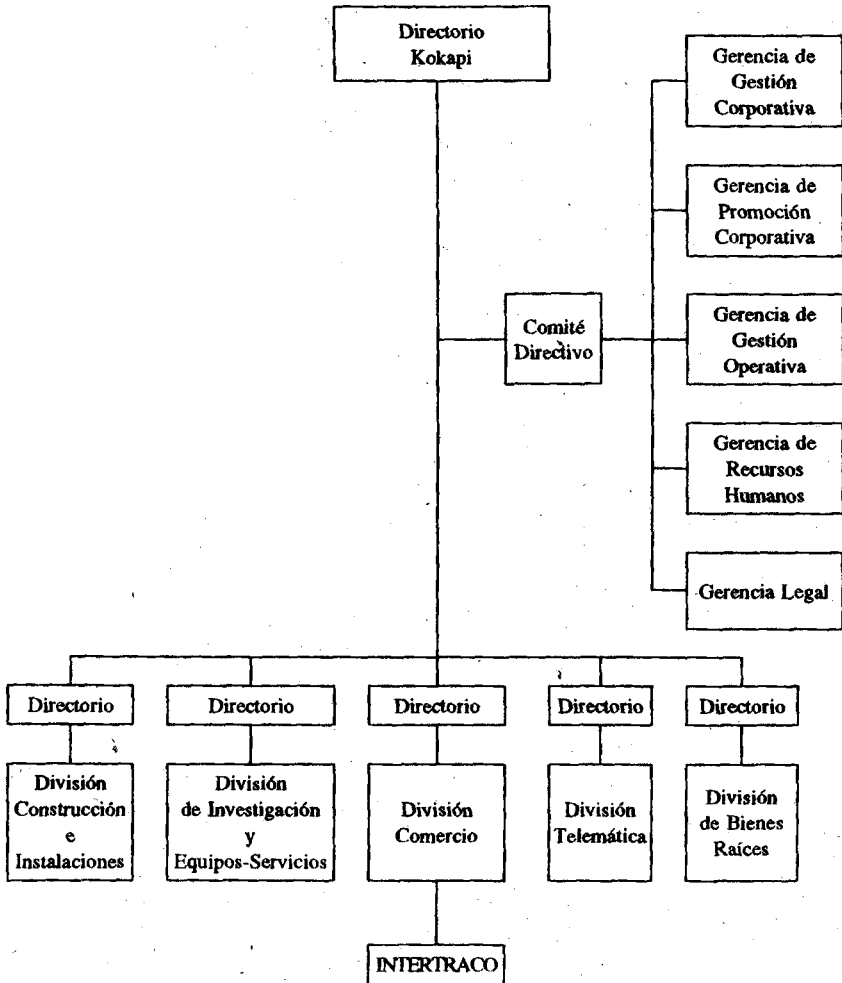 Directorio
Kokapi
Gerencia de
Gestión
Corporativa
Gerencia de
Promoción
Corporativa
Comité
Directivo
Gerencia de
Gestión
Operativa
Gerencia de
Recursos
Humanos
Gerencia Legal
Directorio
Directorio
Directorio
Directorio
Directorio
División
Construcción
e
Instalaciones
División
de Investigación
y
Equipos-Servicios
División
Comercio
División
Telemática
División
de Bienes
Raíces
INTERTRACO